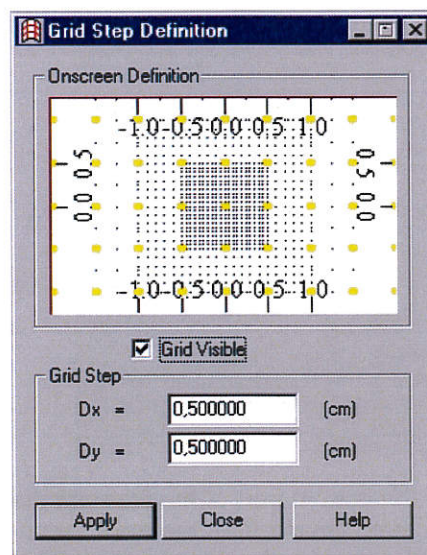 Grid Step Definition
Onscreen Definition
-1.0-0.5 0.0 0.5 1.0
0.0 0.5
0.5 0.0
-1.0-0.5 0.0 0.5 1.0
Grid Visible
Grid Step
Dx = 0,500000 (cm)
Dy = 0,500000 (cm)
Apply Close Help